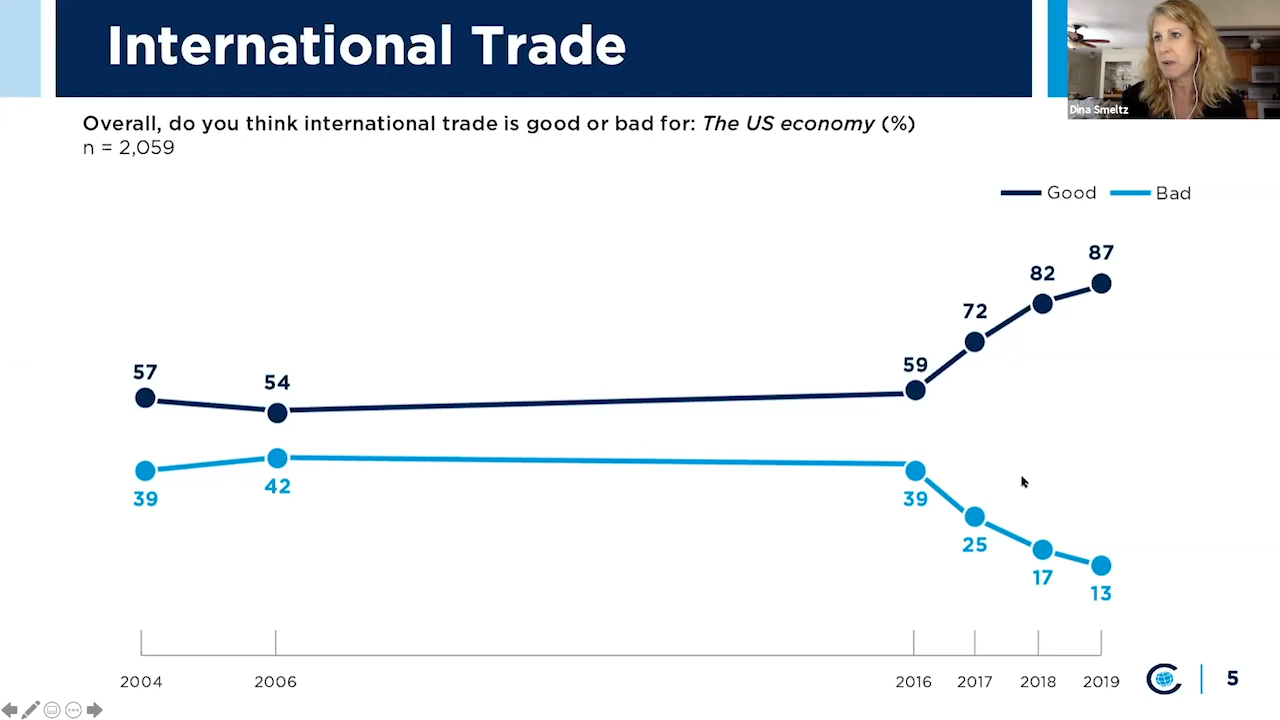 International Trade
Dina Smeltz
Overall, do you think international trade is good or bad for: The US economy (%)
n = 2,059
Good Bad
87
82
72
59
57
54
39
42
39
25
17
13
2004 2006 2016 2017 2018 2019
5